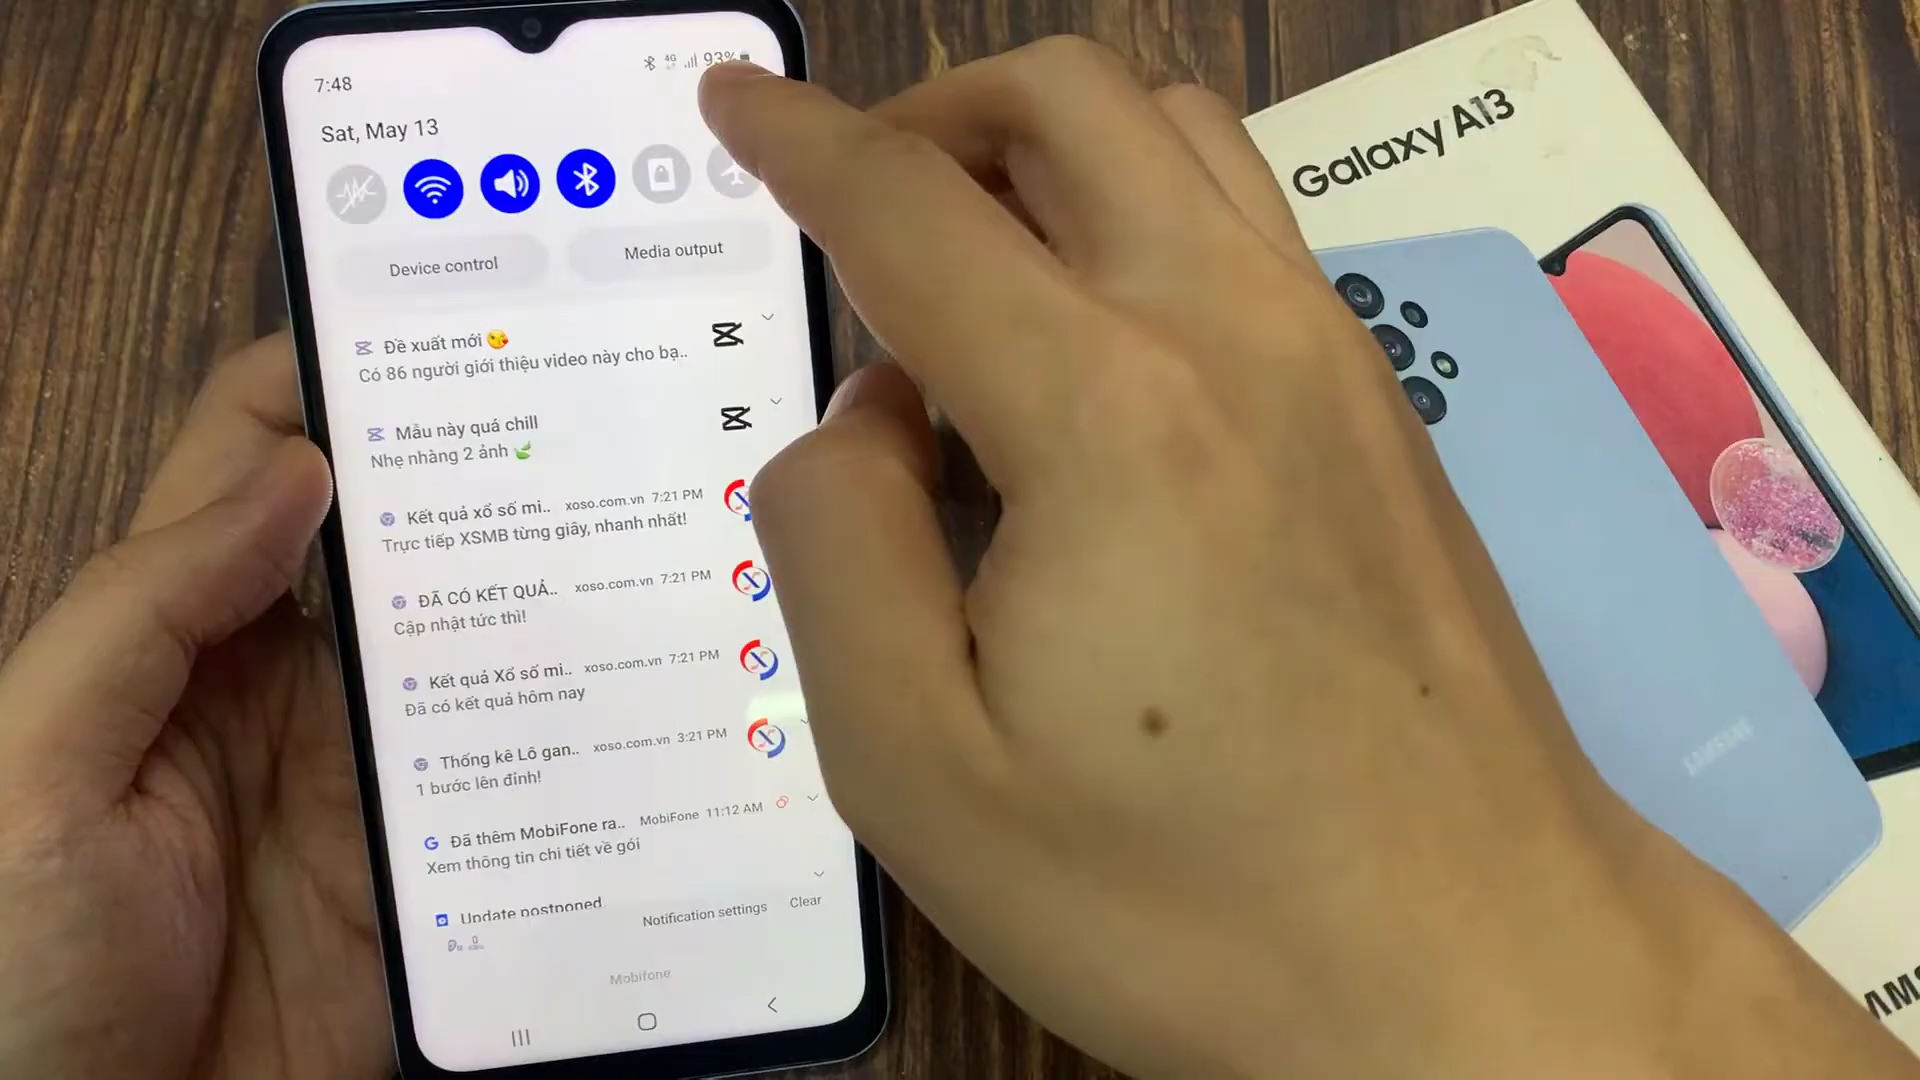 7:48
4G
93%
Sat, May 13
Device control
Media output
Đề xuất mới 😘
Có 86 người giới thiệu video này cho bạ..
Mẫu này quá chill
Nhẹ nhàng 2 ảnh 🍃
Kết quả xổ số mi.. xoso.com.vn 7:21 PM
Trực tiếp XSMB từng giây, nhanh nhất!
ĐÃ CÓ KẾT QUẢ.. xoso.com.vn 7:21 PM
Cập nhật tức thì!
Kết quả Xổ số mi.. xoso.com.vn 7:21 PM
Đã có kết quả hôm nay
Thống kê Lô gan.. xoso.com.vn 3:21 PM
1 bước lên đỉnh!
Đã thêm MobiFone ra.. MobiFone 11:12 AM
Xem thông tin chi tiết về gói
Update postponed
Notification settings
Clear
Mobifone
Galaxy A13
SAMSUNG